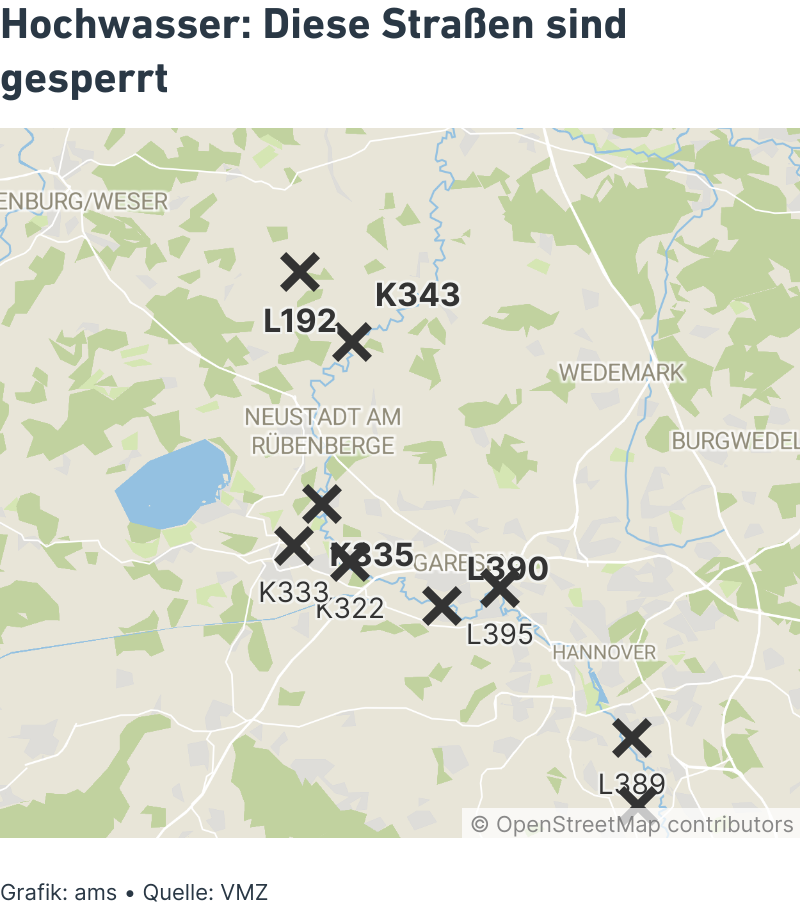 Hochwasser: Diese Straßen sind
gesperrt
ENBURG/WESER
K343
L192
WEDEMARK
NEUSTADT AM
RÜBENBERGE
BURGWEDEL
K335
GARBSEN
L390
K333
K322
L395
HANNOVER
L389
© OpenStreetMap contributors
Grafik: ams • Quelle: VMZ